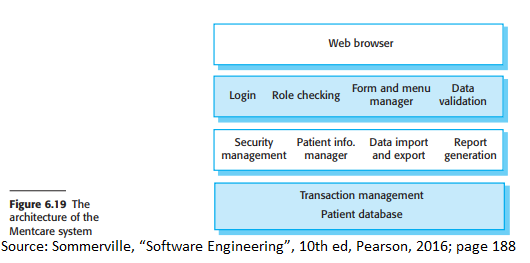 Web browser
Login Role checking Form and menu manager Data validation
Security management Patient info. manager Data import and export Report generation
Transaction management
Patient database
Figure 6.19 The
architecture of the
Mentcare system
Source: Sommerville, “Software Engineering”, 10th ed, Pearson, 2016; page 188